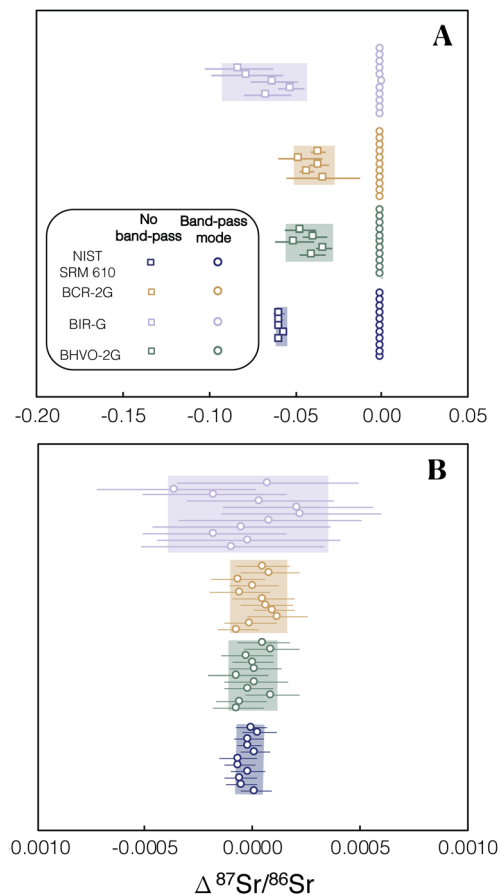 A
No band-pass
Band-pass mode
NIST SRM 610
BCR-2G
BIR-G
BHVO-2G
-0.20
-0.15
-0.10
-0.05
0.00
0.05
B
0.0010
-0.0005
0.0000
0.0005
0.0010
Δ ⁸⁷Sr/⁸⁶Sr